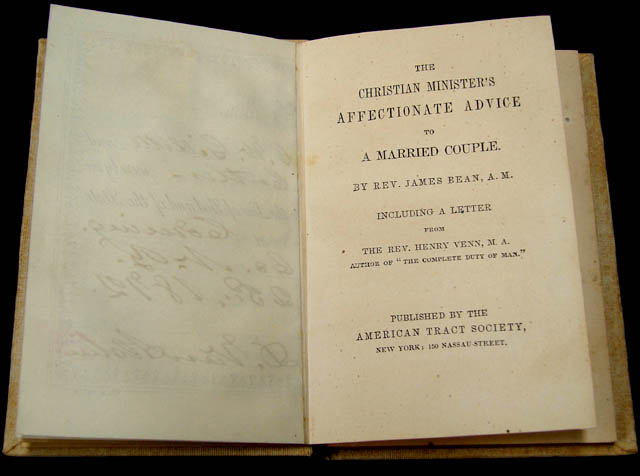 THE
CHRISTIAN MINISTER'S
AFFECTIONATE ADVICE
TO
A MARRIED COUPLE.
BY REV. JAMES BEAN, A.M.
INCLUDING A LETTER
FROM
THE REV. HENRY VENN, M.A.
AUTHOR OF "THE COMPLETE DUTY OF MAN."
PUBLISHED BY THE
AMERICAN TRACT SOCIETY,
NEW YORK: 150 NASSAU-STREET.